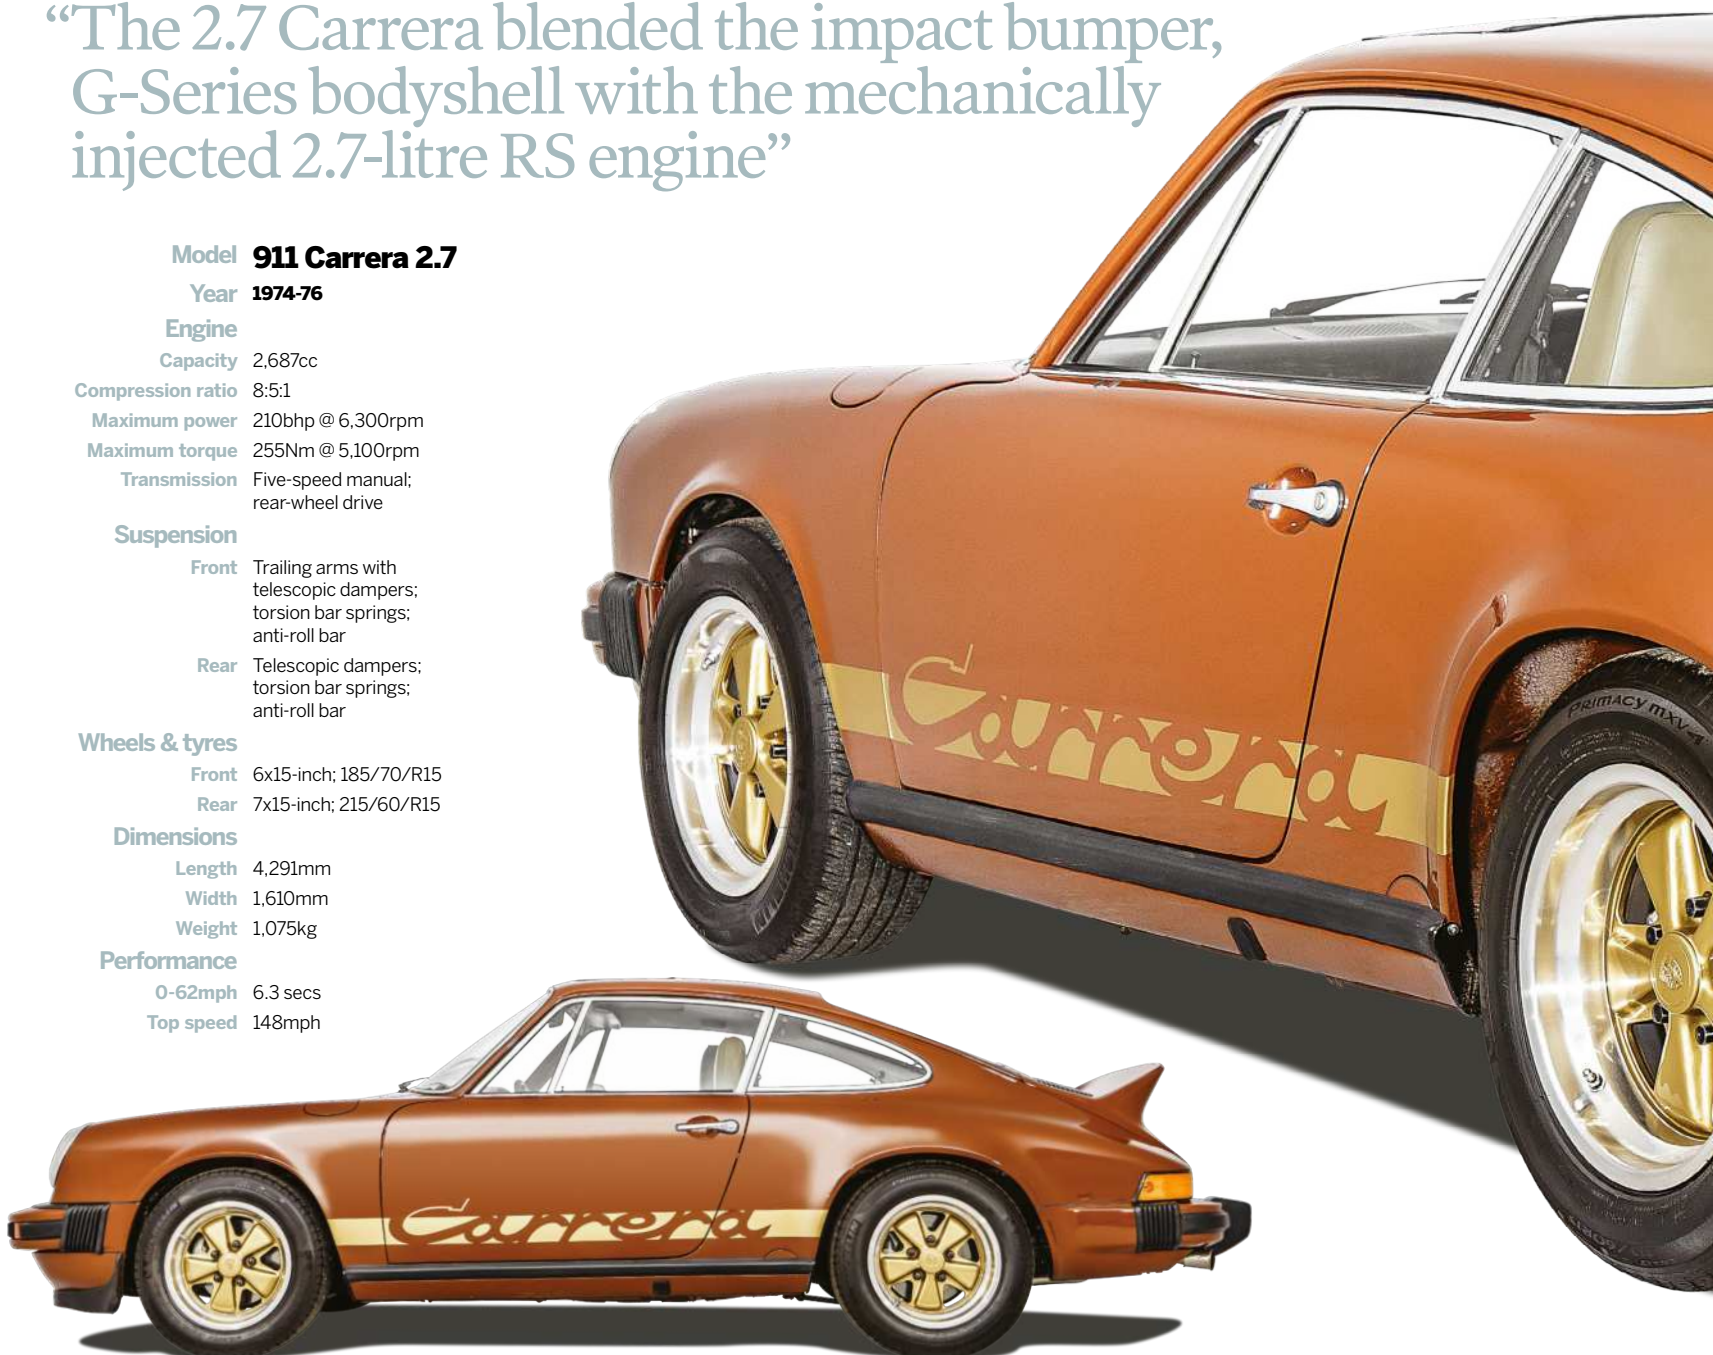 “The 2.7 Carrera blended the impact bumper,
G-Series bodyshell with the mechanically
injected 2.7-litre RS engine”
Model 911 Carrera 2.7
Year 1974-76
Engine
Capacity 2,687cc
Compression ratio 8:5:1
Maximum power 210bhp @ 6,300rpm
Maximum torque 255Nm @ 5,100rpm
Transmission Five-speed manual;
rear-wheel drive
Suspension
Front Trailing arms with
telescopic dampers;
torsion bar springs;
anti-roll bar
Rear Telescopic dampers;
torsion bar springs;
anti-roll bar
Wheels & tyres
Front 6x15-inch; 185/70/R15
Rear 7x15-inch; 215/60/R15
Dimensions
Length 4,291mm
Width 1,610mm
Weight 1,075kg
Performance
0-62mph 6.3 secs
Top speed 148mph
Carrera
PRIMACY MXV4
Carrera